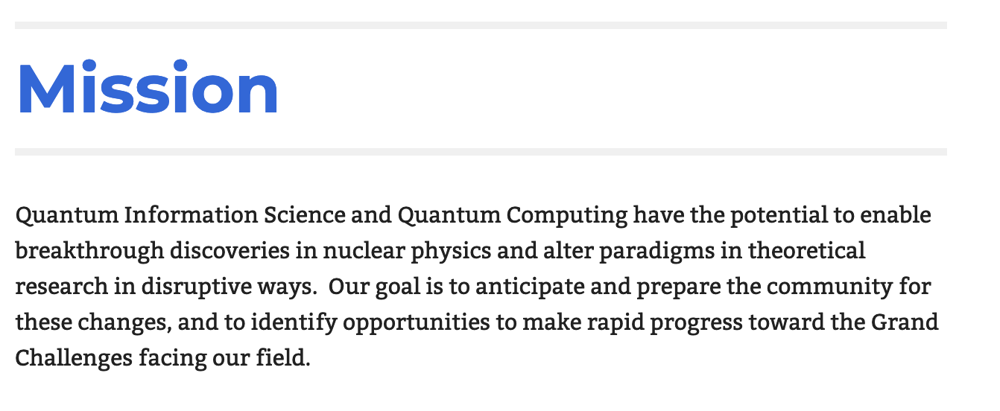 Mission
Quantum Information Science and Quantum Computing have the potential to enable
breakthrough discoveries in nuclear physics and alter paradigms in theoretical
research in disruptive ways.  Our goal is to anticipate and prepare the community for
these changes, and to identify opportunities to make rapid progress toward the Grand
Challenges facing our field.